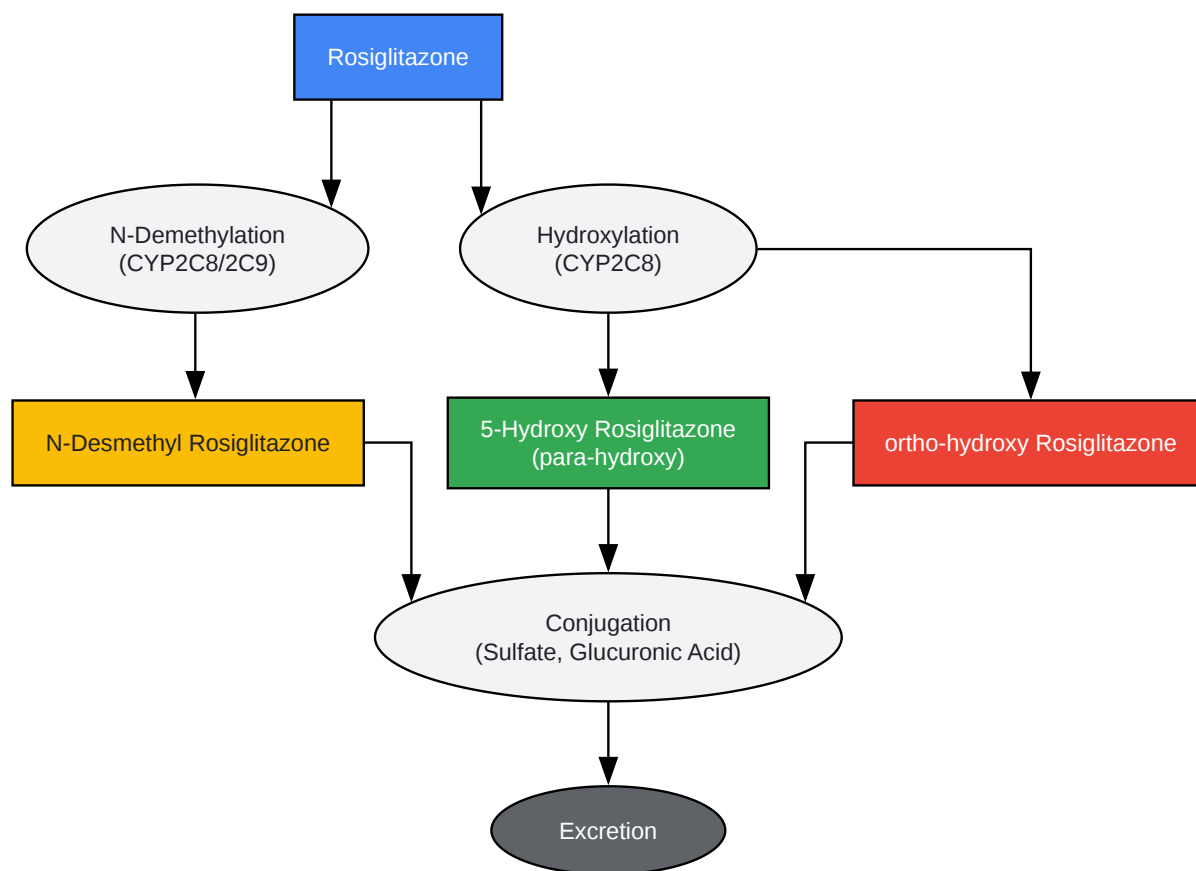 Rosiglitazone
N-Demethylation
(CYP2C8/2C9)
Hydroxylation
(CYP2C8)
N-Desmethyl Rosiglitazone
5-Hydroxy Rosiglitazone
(para-hydroxy)
ortho-hydroxy Rosiglitazone
Conjugation
(Sulfate, Glucuronic Acid)
Excretion